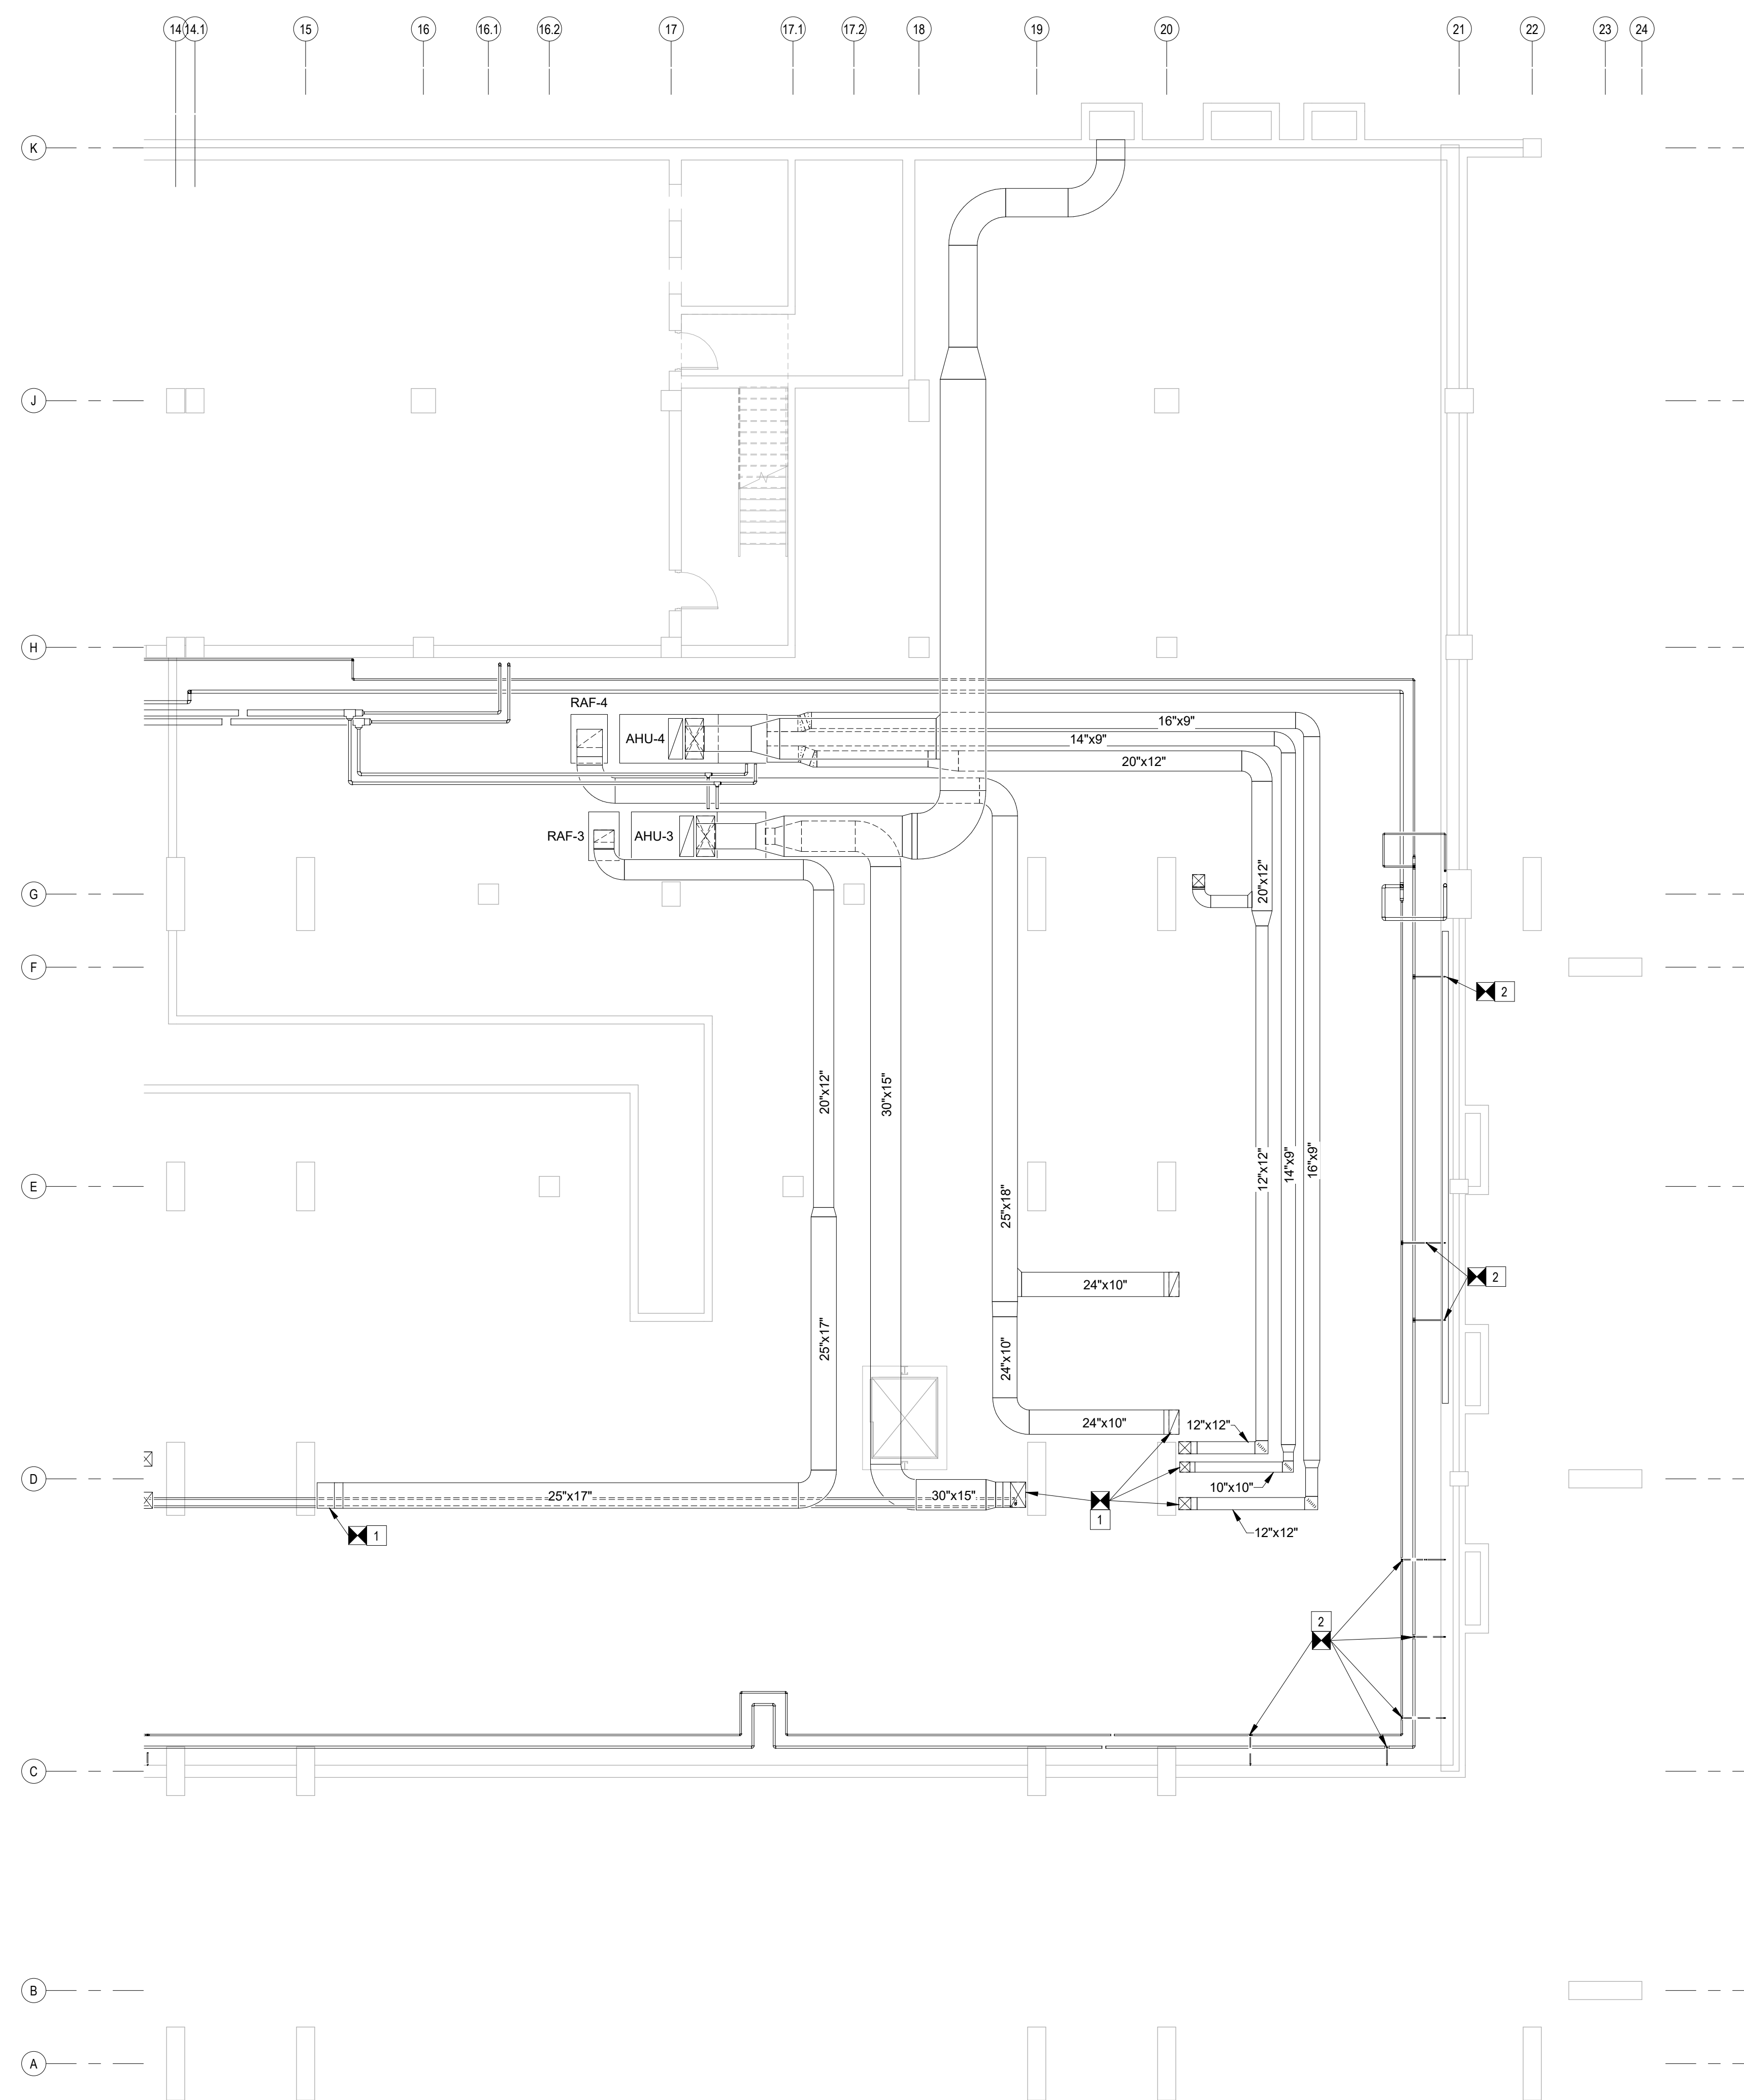 14 14.1 15 16 16.1 16.2 17 17.1 17.2 18 19 20 21 22 23 24
K
J
H
RAF-4
16"x9"
AHU-4
14"x9"
20"x12"
RAF-3
AHU-3
20"x12"
G
F
2
20"x12"
30"x15"
12"x12"
14"x9"
16"x9"
E
25"x18"
2
24"x10"
25"x17"
24"x10"
24"x10"
12"x12"
D
10"x10"
25"x17"
30"x15"
1
1
12"x12"
2
C
B
A